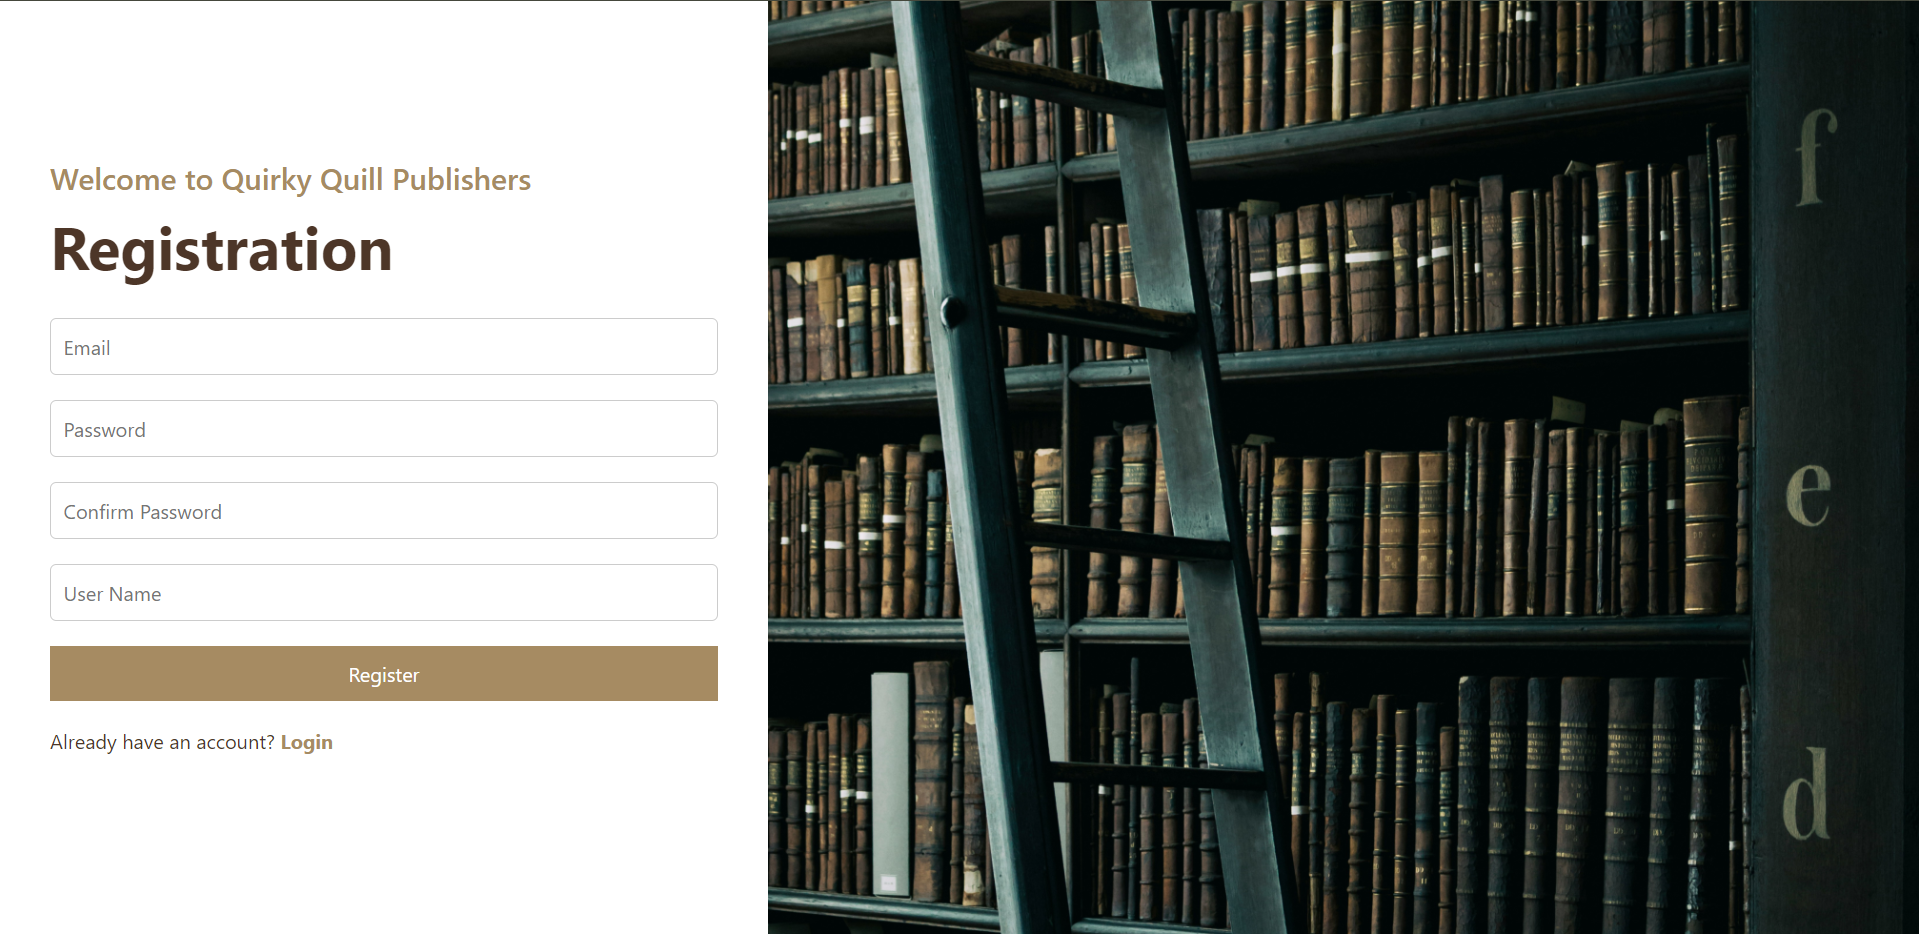 Welcome to Quirky Quill Publishers
Registration
Email
Password
Confirm Password
User Name
Register
Already have an account? Login
f
e
d